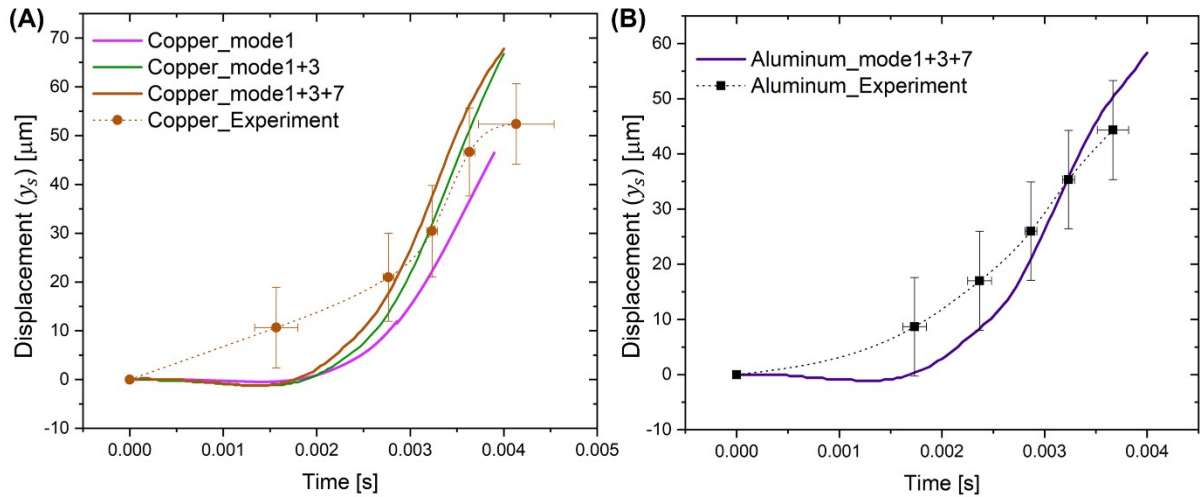 (A)
Copper_mode1
Copper_mode1+3
Copper_mode1+3+7
Copper_Experiment
Displacement (yₛ) [μm]
70
60
50
40
30
20
10
0
-10
0.000 0.001 0.002 0.003 0.004 0.005
Time [s]
(B)
Aluminum_mode1+3+7
Aluminum_Experiment
Displacement (yₛ) [μm]
60
50
40
30
20
10
0
-10
0.000 0.001 0.002 0.003 0.004
Time [s]